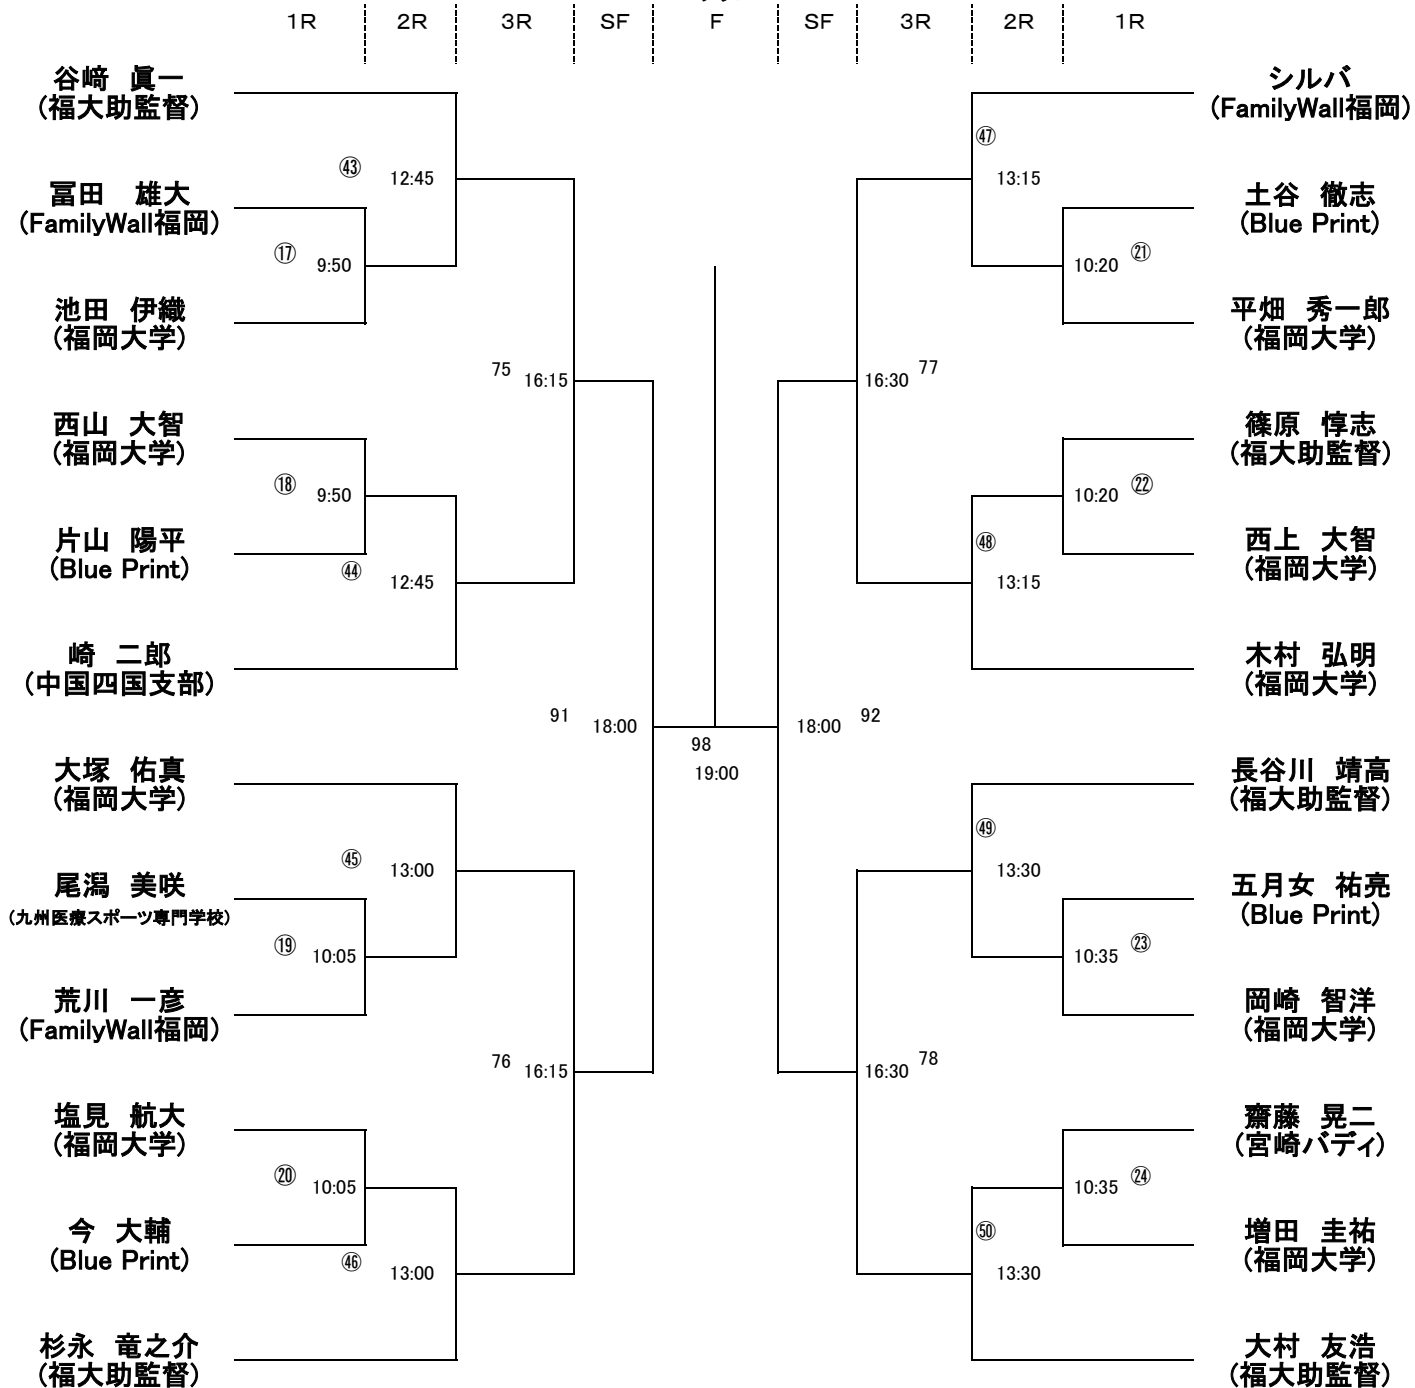 1R 2R 3R SF F SF 3R 2R 1R
谷﨑 眞一
(福大助監督)
㊸ 12:45
冨田 雄大
(FamilyWall福岡)
⑰ 9:50
池田 伊織
(福岡大学)
75 16:15
西山 大智
(福岡大学)
⑱ 9:50
片山 陽平
(Blue Print)
㊹ 12:45
崎 二郎
(中国四国支部)
91 18:00
大塚 佑真
(福岡大学)
㊺ 13:00
尾潟 美咲
(九州医療スポーツ専門学校)
⑲ 10:05
荒川 一彦
(FamilyWall福岡)
76 16:15
塩見 航大
(福岡大学)
⑳ 10:05
今 大輔
(Blue Print)
㊻ 13:00
杉永 竜之介
(福大助監督)
98
19:00
シルバ
(FamilyWall福岡)
㊼
13:15
土谷 徹志
(Blue Print)
10:20 ㉑
平畑 秀一郎
(福岡大学)
16:30 77
篠原 惇志
(福大助監督)
10:20 ㉒
西上 大智
(福岡大学)
㊽
13:15
木村 弘明
(福岡大学)
18:00 92
長谷川 靖高
(福大助監督)
㊾
13:30
五月女 祐亮
(Blue Print)
10:35 ㉓
岡崎 智洋
(福岡大学)
16:30 78
齋藤 晃二
(宮崎バディ)
10:35 ㉔
増田 圭祐
(福岡大学)
㊿
13:30
大村 友浩
(福大助監督)